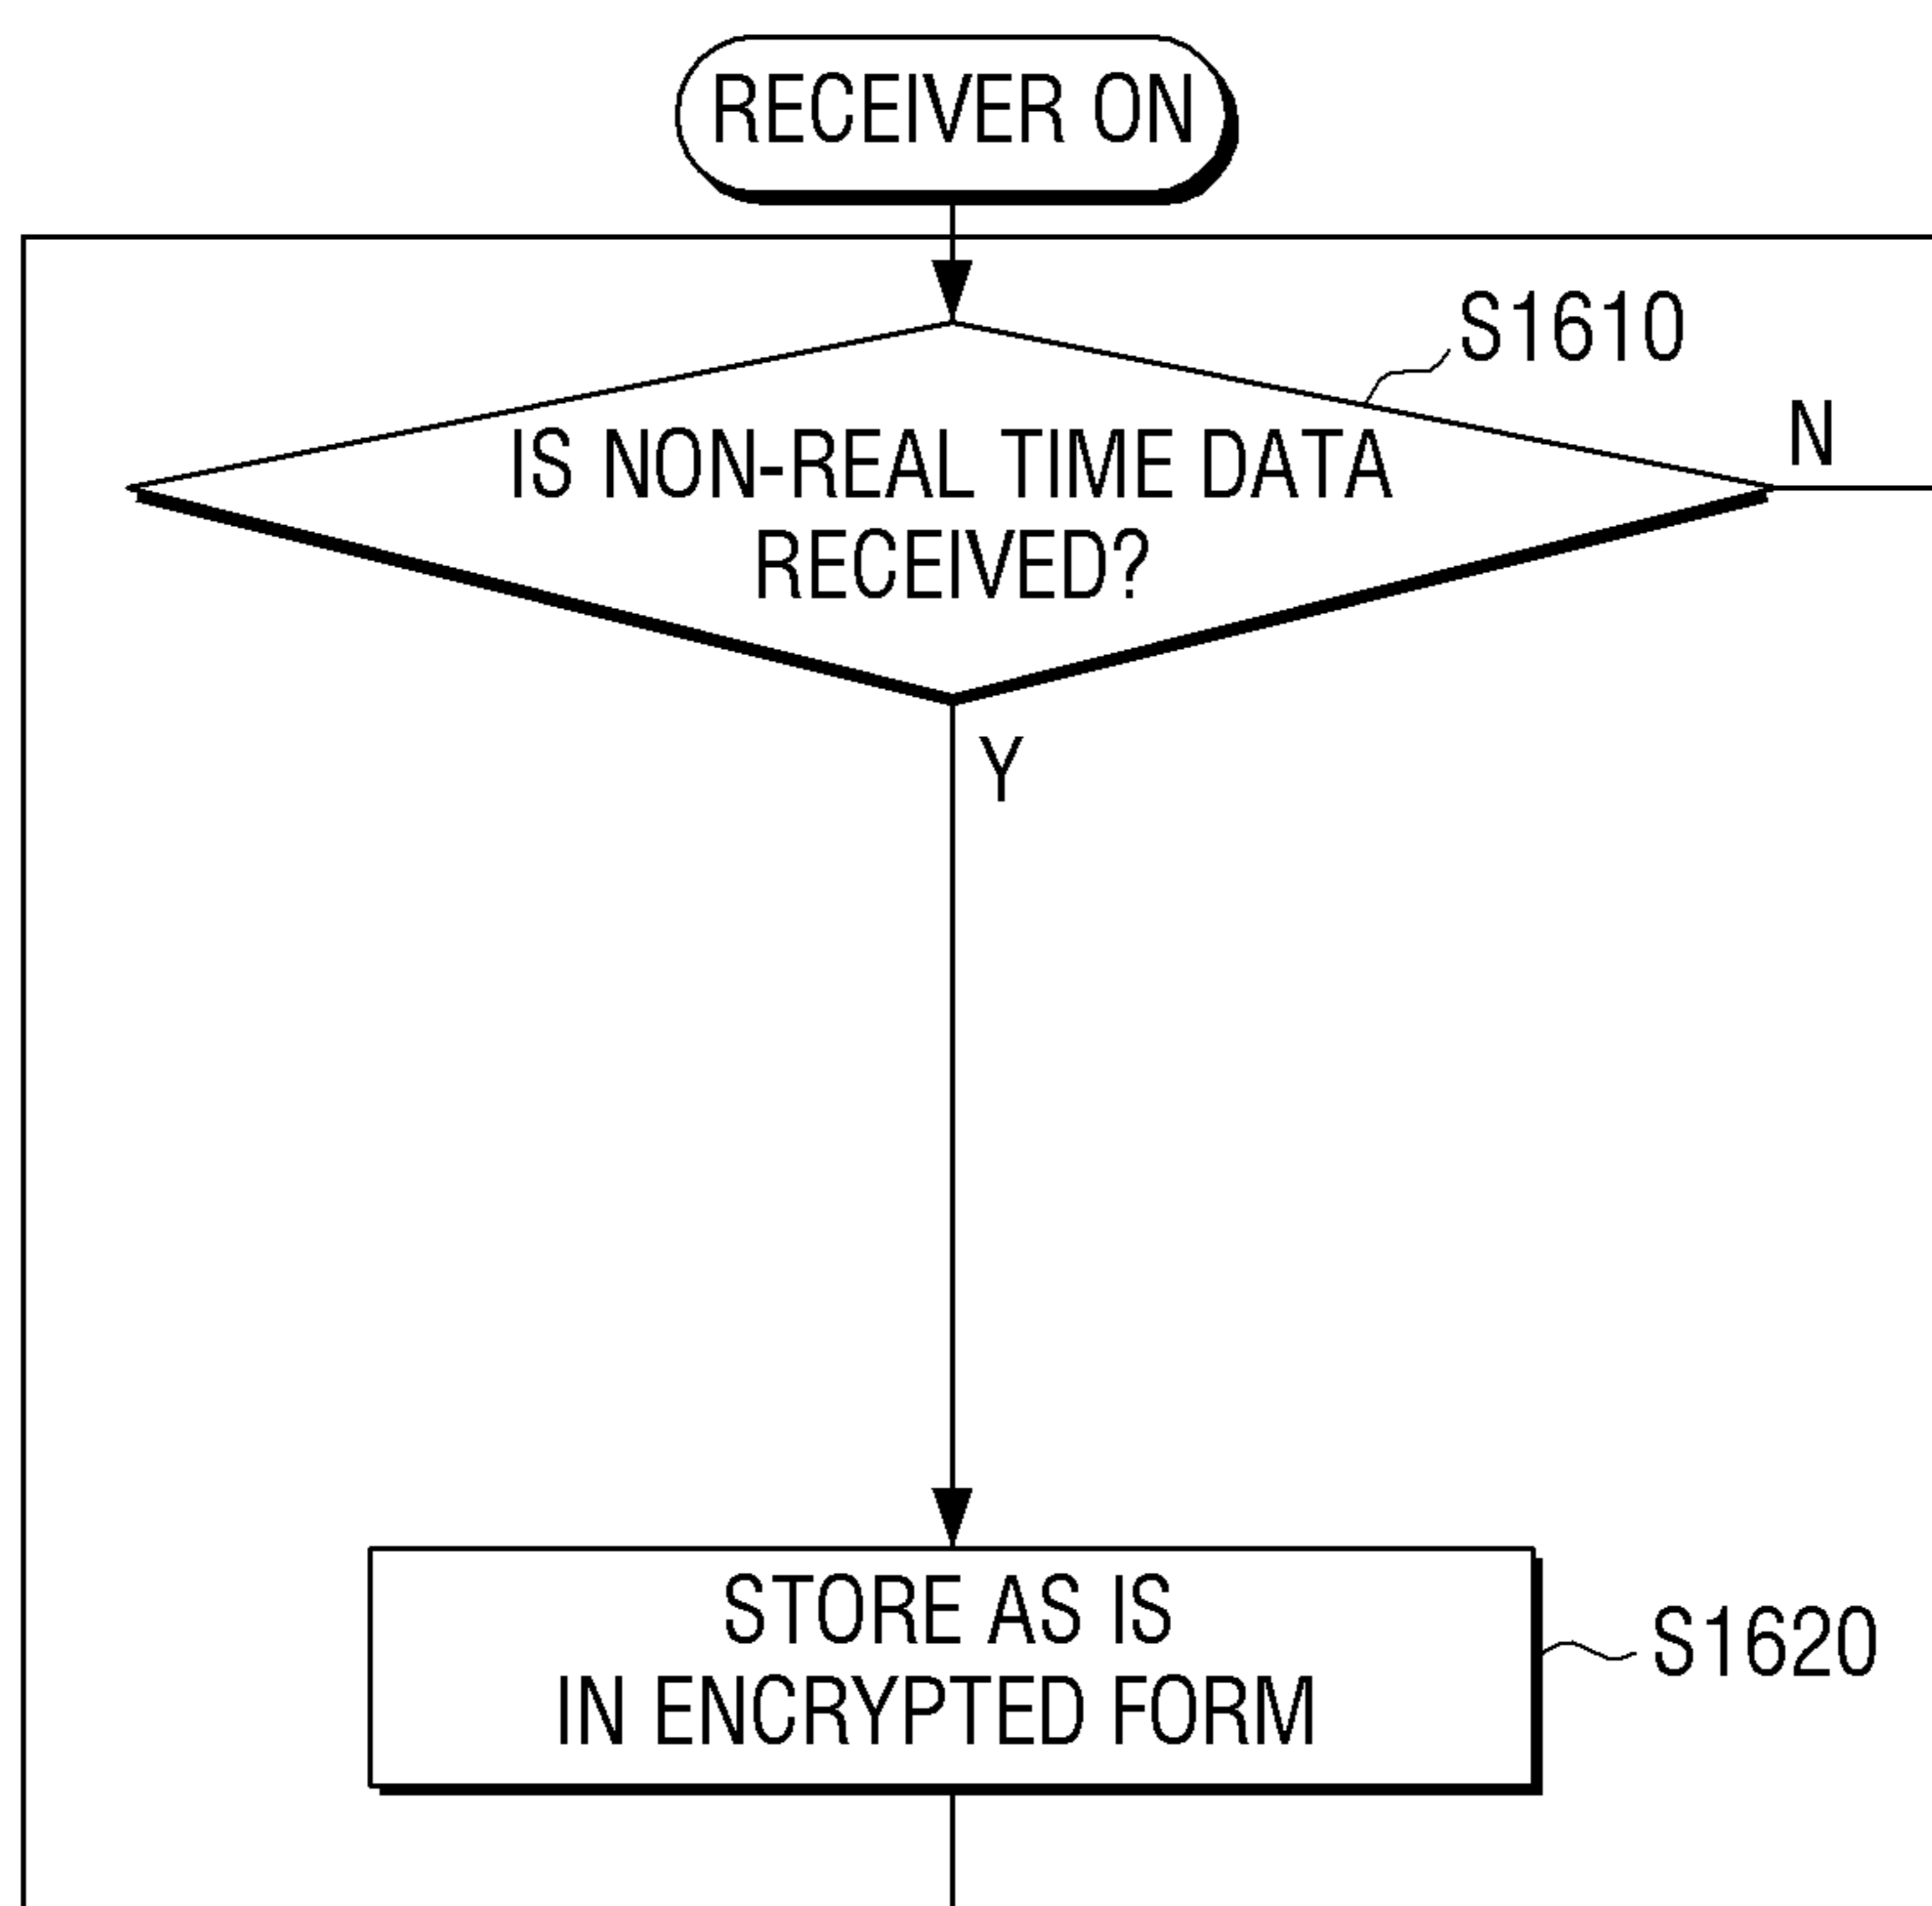 RECEIVER ON
S1610
N
IS NON-REAL TIME DATA
RECEIVED?
Y
STORE AS IS
IN ENCRYPTED FORM
S1620